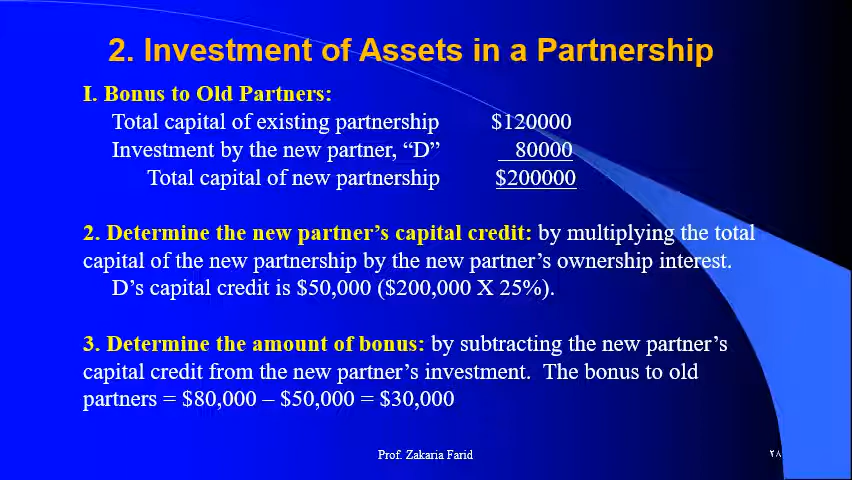 2. Investment of Assets in a Partnership
I. Bonus to Old Partners:
Total capital of existing partnership $120000
Investment by the new partner, “D” 80000
Total capital of new partnership $200000
2. Determine the new partner’s capital credit: by multiplying the total
capital of the new partnership by the new partner’s ownership interest.
D’s capital credit is $50,000 ($200,000 X 25%).
3. Determine the amount of bonus: by subtracting the new partner’s
capital credit from the new partner’s investment. The bonus to old
partners = $80,000 – $50,000 = $30,000
Prof. Zakaria Farid ٢٨